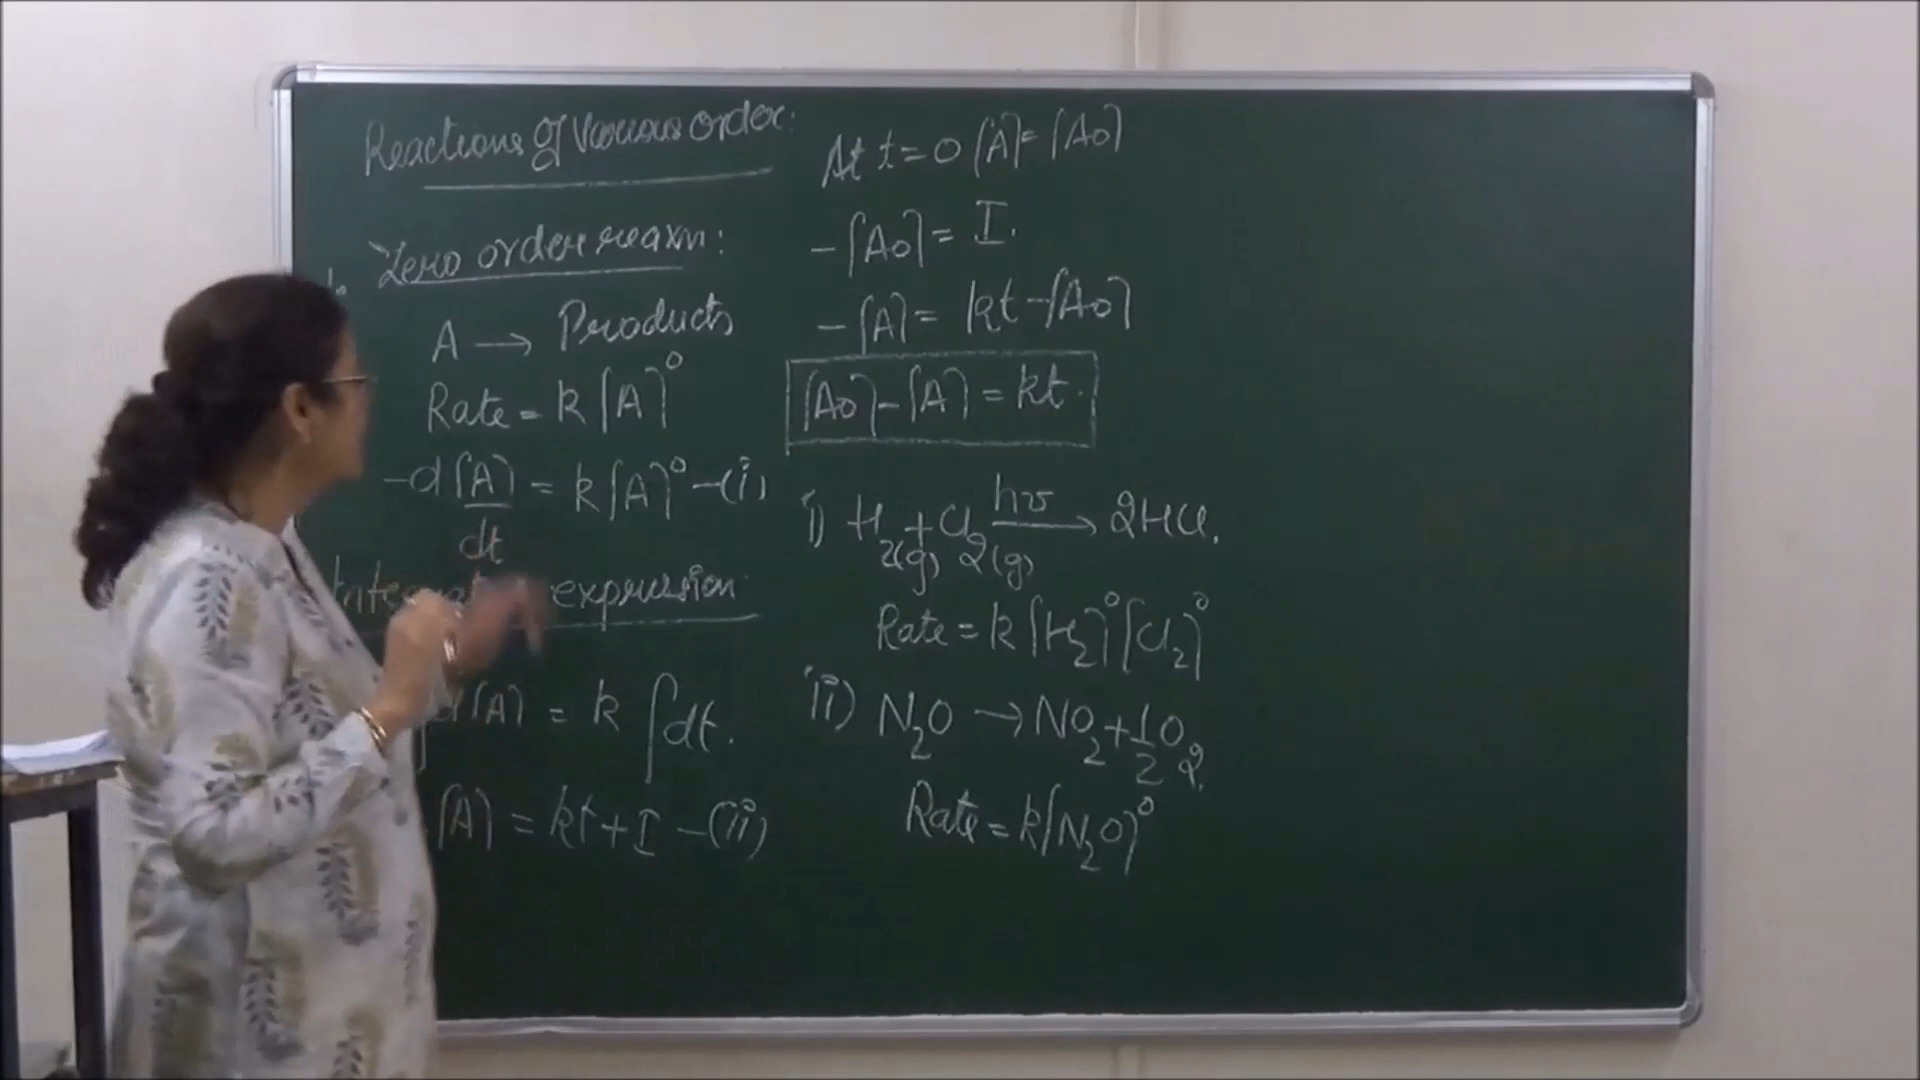 Reactions of Various order:
1. Zero order reaxn:
A → Products
Rate = k[A]⁰
-d[A]/dt = k[A]⁰ -(i)
expression
[A] = k ∫dt.
[A] = kt + I -(ii)
At t = 0 [A] = [A₀]
-[A₀] = I.
-[A] = kt - [A₀]
[A₀] - [A] = kt.
i) H₂(g) + Cl₂(g) hν → 2HCl.
Rate = k[H₂]⁰[Cl₂]⁰
ii) N₂O → NO₂ + 1/2 O₂.
Rate = k[N₂O]⁰